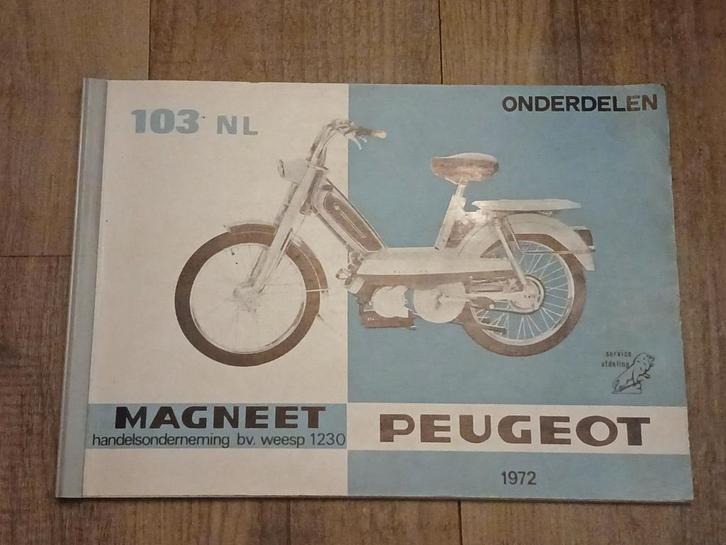 103 NL
ONDERDELEN
service
afdeling
MAGNEET
handelsonderneming bv. weesp 1230
PEUGEOT
1972